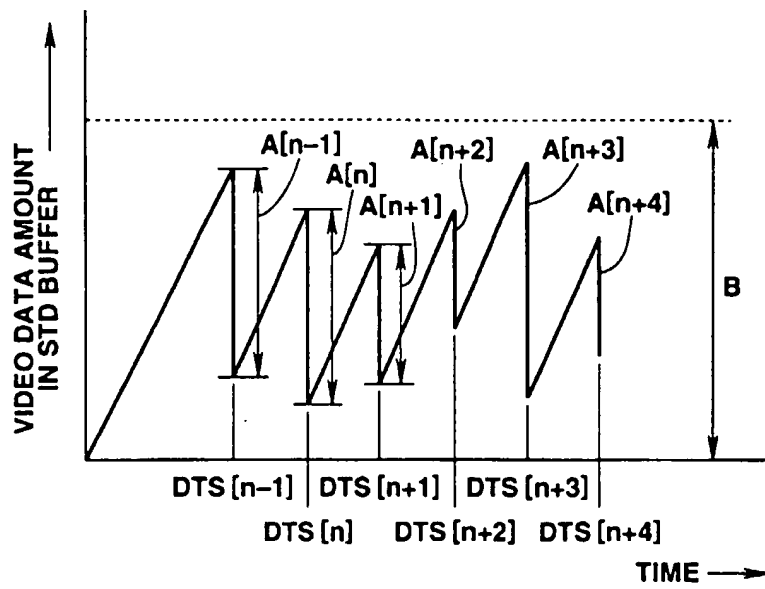 VIDEO DATA AMOUNT
IN STD BUFFER
A[n–1]
A[n]
A[n+1]
A[n+2]
A[n+3]
A[n+4]
B
DTS [n–1]
DTS [n]
DTS [n+1]
DTS [n+2]
DTS [n+3]
DTS [n+4]
TIME